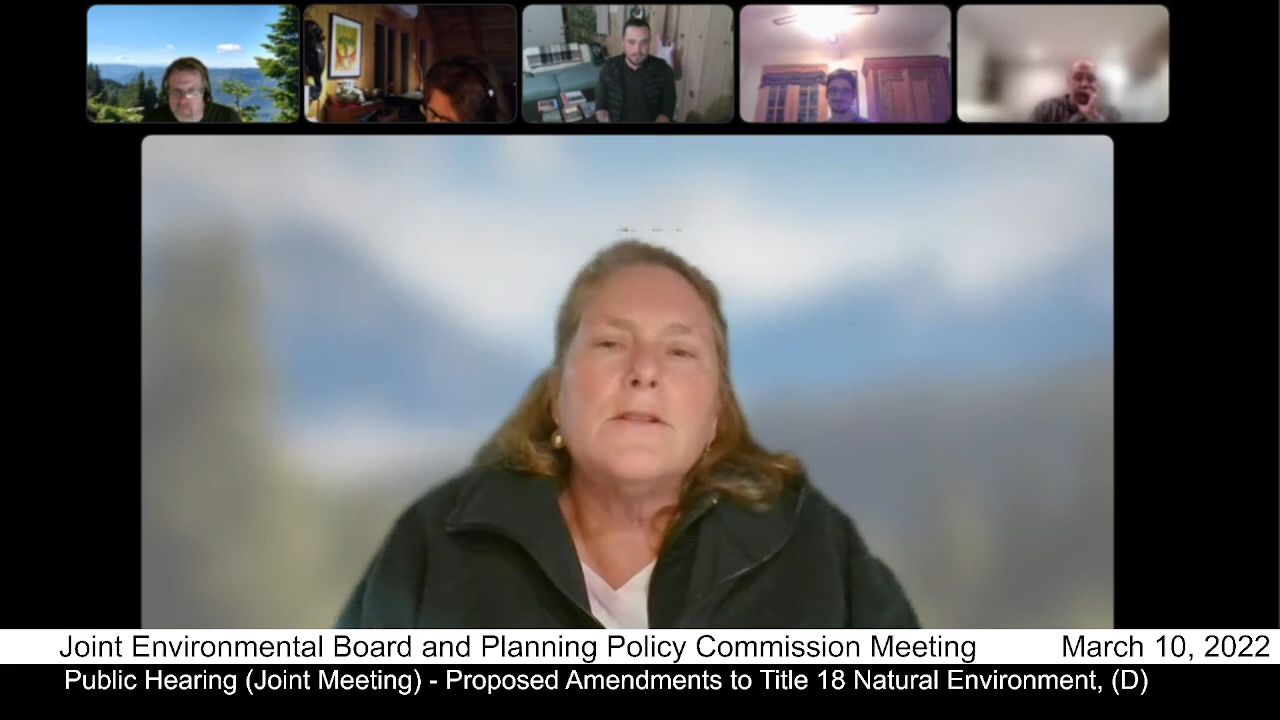 Joint Environmental Board and Planning Policy Commission Meeting March 10, 2022
Public Hearing (Joint Meeting) - Proposed Amendments to Title 18 Natural Environment, (D)